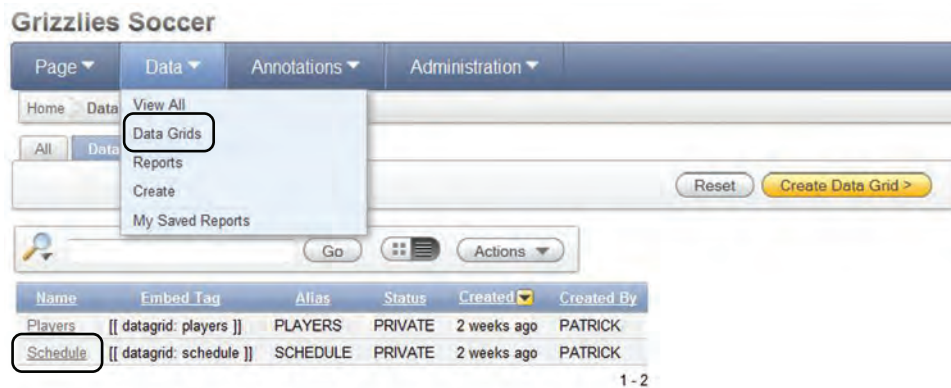 Grizzlies Soccer
Page Data Annotations Administration
Home Data
View All
Data Grids
All Data
Reports
Create
My Saved Reports
Reset Create Data Grid >
Go Actions
Name Embed Tag Alias Status Created Created By
Players [[ datagrid: players ]] PLAYERS PRIVATE 2 weeks ago PATRICK
Schedule [[ datagrid: schedule ]] SCHEDULE PRIVATE 2 weeks ago PATRICK
1 - 2